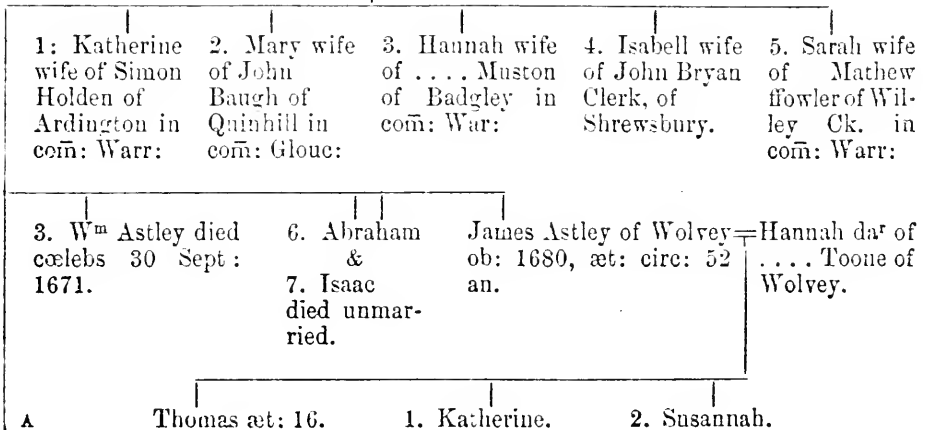 1: Katherine
wife of Simon
Holden of
Ardington in
com̄: Warr:
2. Mary wife
of John
Baugh of
Quinhill in
com̄: Glouc:
3. Hannah wife
of .... Muston
of Badgley in
com̄: War:
4. Isabell wife
of John Bryan
Clerk, of
Shrewsbury.
5. Sarah wife
of Mathew
ffowler of Wil-
ley Ck. in
com̄: Warr:
3. Wᵐ Astley died
cœlebs 30 Sept:
1671.
6. Abraham
&
7. Isaac
died unmar-
ried.
James Astley of Wolvey
ob: 1680, æt: circ: 52
an.
Hannah daʳ of
.... Toone of
Wolvey.
A
Thomas æt: 16.
1. Katherine.
2. Susannah.